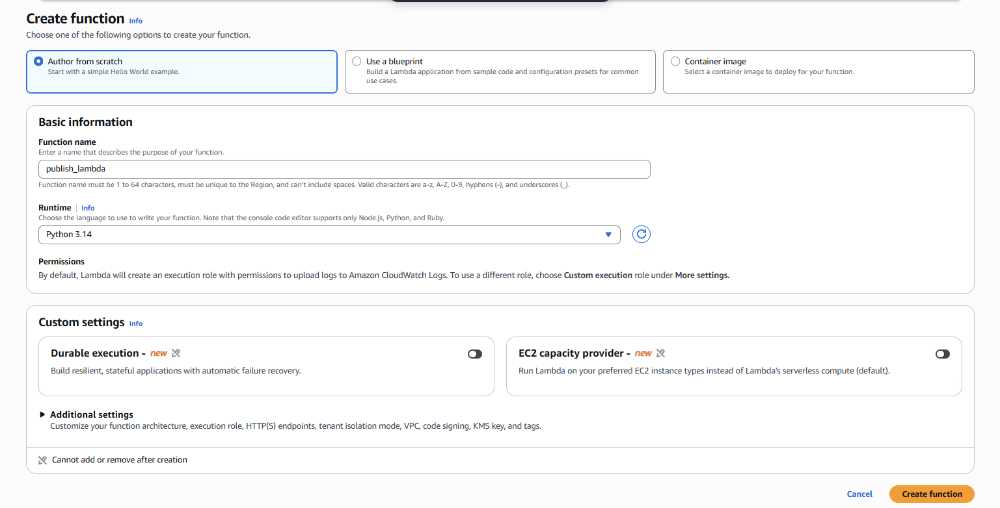 Create function Info
Choose one of the following options to create your function.
Author from scratch
Start with a simple Hello World example.
Use a blueprint
Build a Lambda application from sample code and configuration presets for common
use cases.
Container image
Select a container image to deploy for your function.
Basic information
Function name
Enter a name that describes the purpose of your function.
publish_lambda
Function name must be 1 to 64 characters, must be unique to the Region, and can't include spaces. Valid characters are a-z, A-Z, 0-9, hyphens (-), and underscores (_).
Runtime Info
Choose the language to use to write your function. Note that the console code editor supports only Node.js, Python, and Ruby.
Python 3.14
Permissions
By default, Lambda will create an execution role with permissions to upload logs to Amazon CloudWatch Logs. To use a different role, choose Custom execution role under More settings.
Custom settings Info
Durable execution - new
Build resilient, stateful applications with automatic failure recovery.
EC2 capacity provider - new
Run Lambda on your preferred EC2 instance types instead of Lambda's serverless compute (default).
Additional settings
Customize your function architecture, execution role, HTTP(S) endpoints, tenant isolation mode, VPC, code signing, KMS key, and tags.
Cannot add or remove after creation
Cancel
Create function